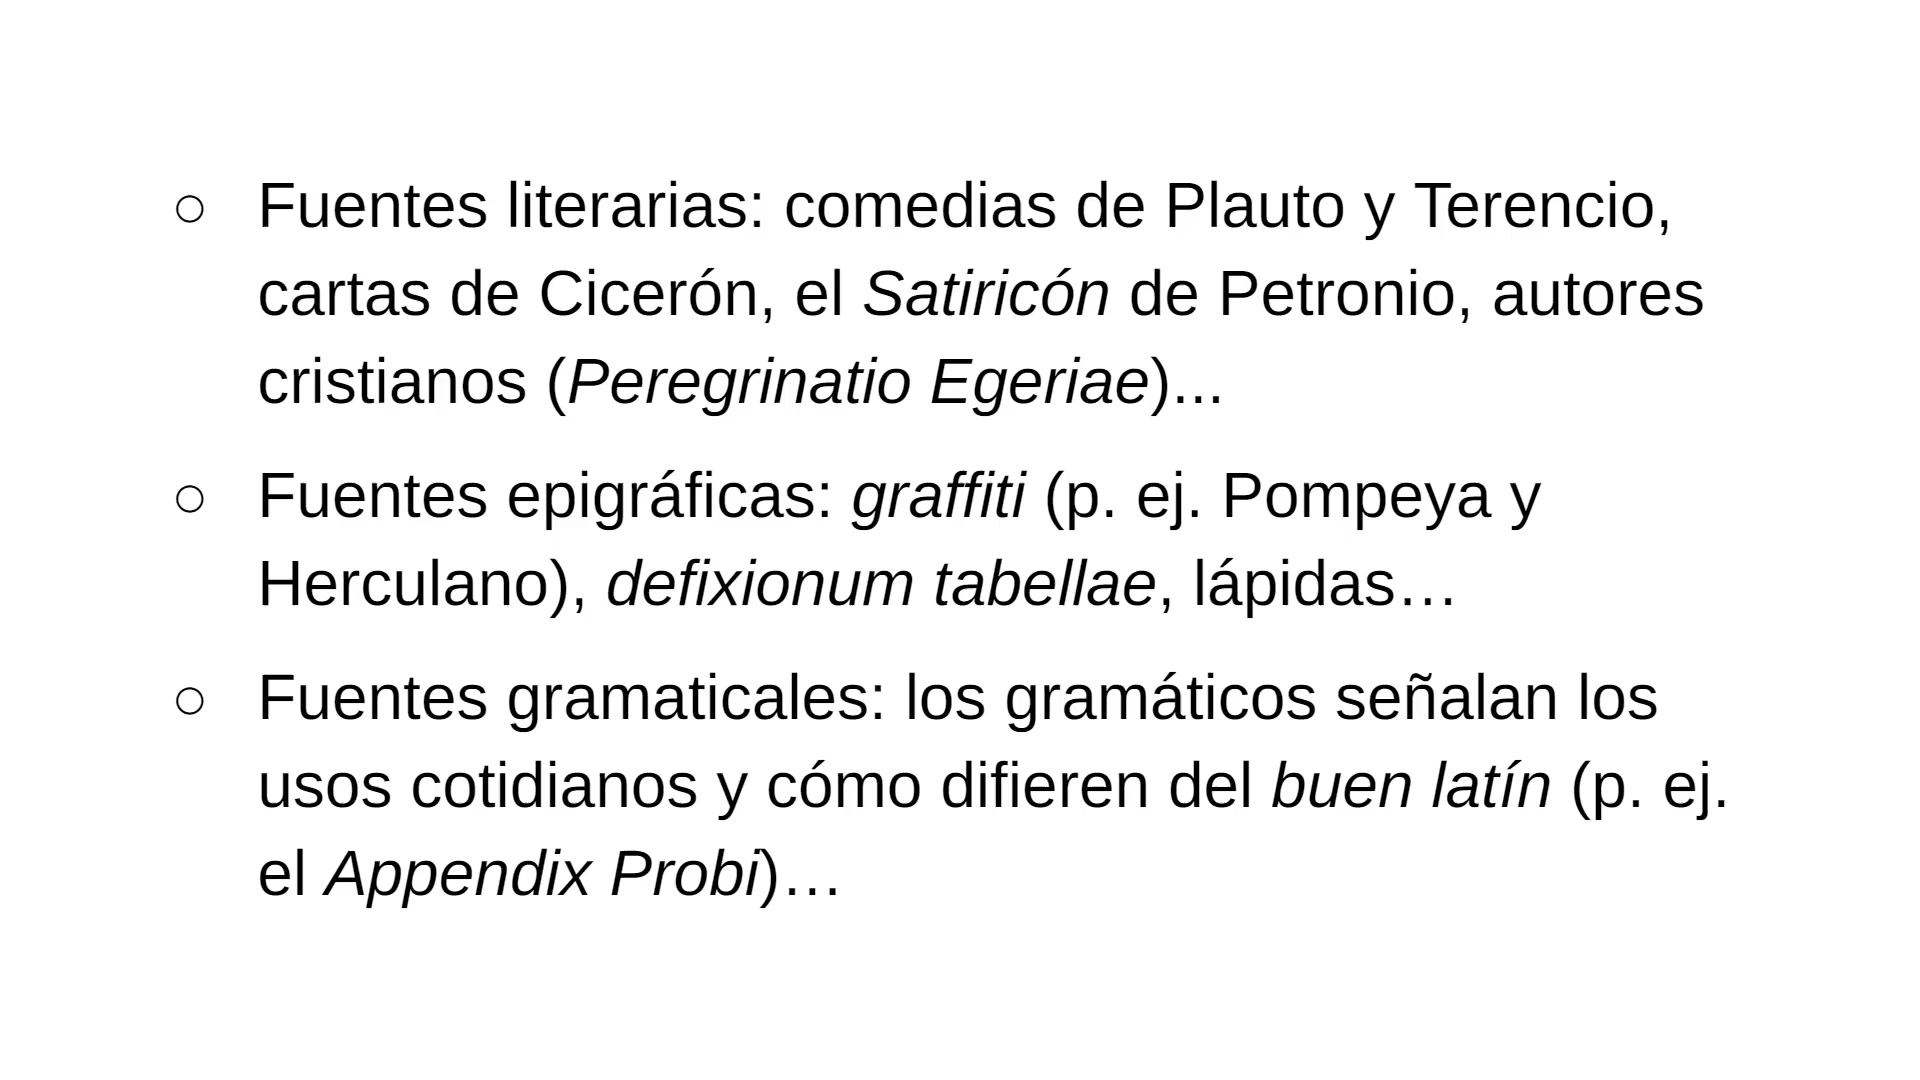 ○ Fuentes literarias: comedias de Plauto y Terencio,
cartas de Cicerón, el Satiricón de Petronio, autores
cristianos (Peregrinatio Egeriae)...
○ Fuentes epigráficas: graffiti (p. ej. Pompeya y
Herculano), defixionum tabellae, lápidas…
○ Fuentes gramaticales: los gramáticos señalan los
usos cotidianos y cómo difieren del buen latín (p. ej.
el Appendix Probi)…